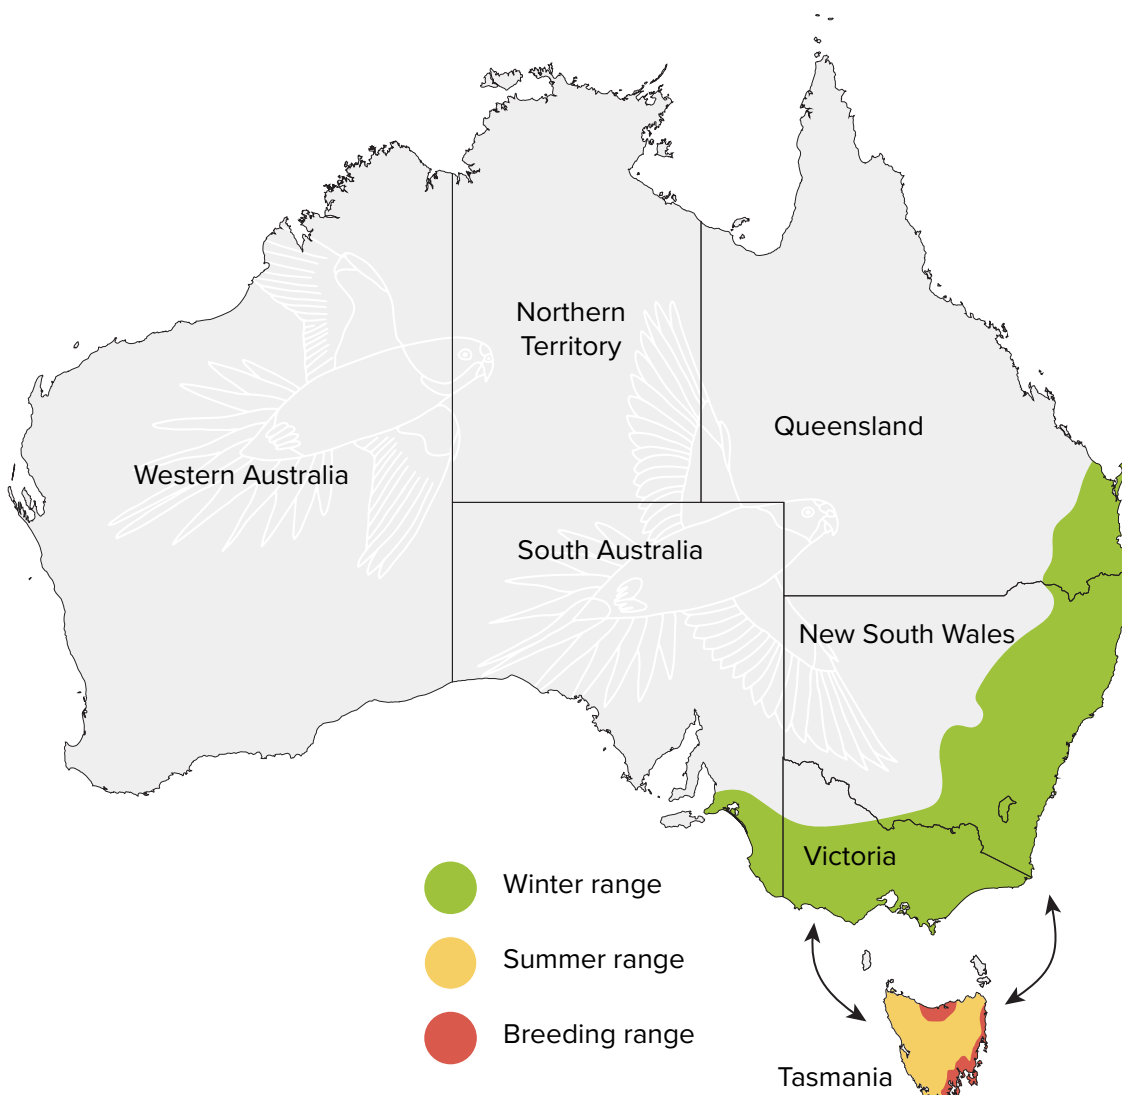 Northern
Territory
Queensland
Western Australia
South Australia
New South Wales
Victoria
Winter range
Summer range
Breeding range
Tasmania